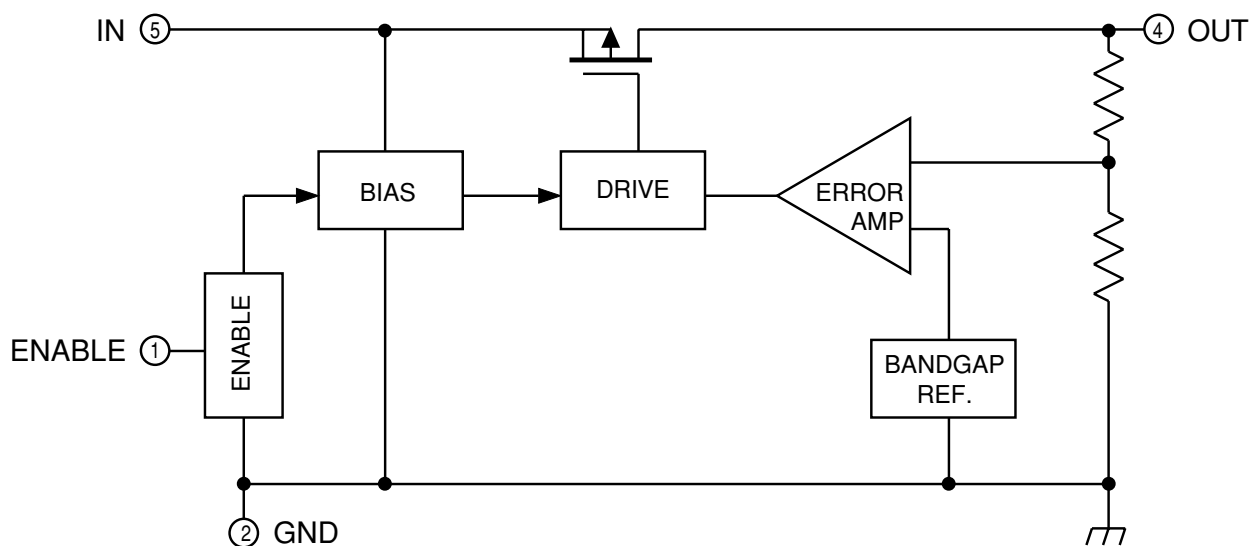 IN 5
4 OUT
BIAS
DRIVE
ERROR
AMP
ENABLE
ENABLE 1
BANDGAP
REF.
2 GND